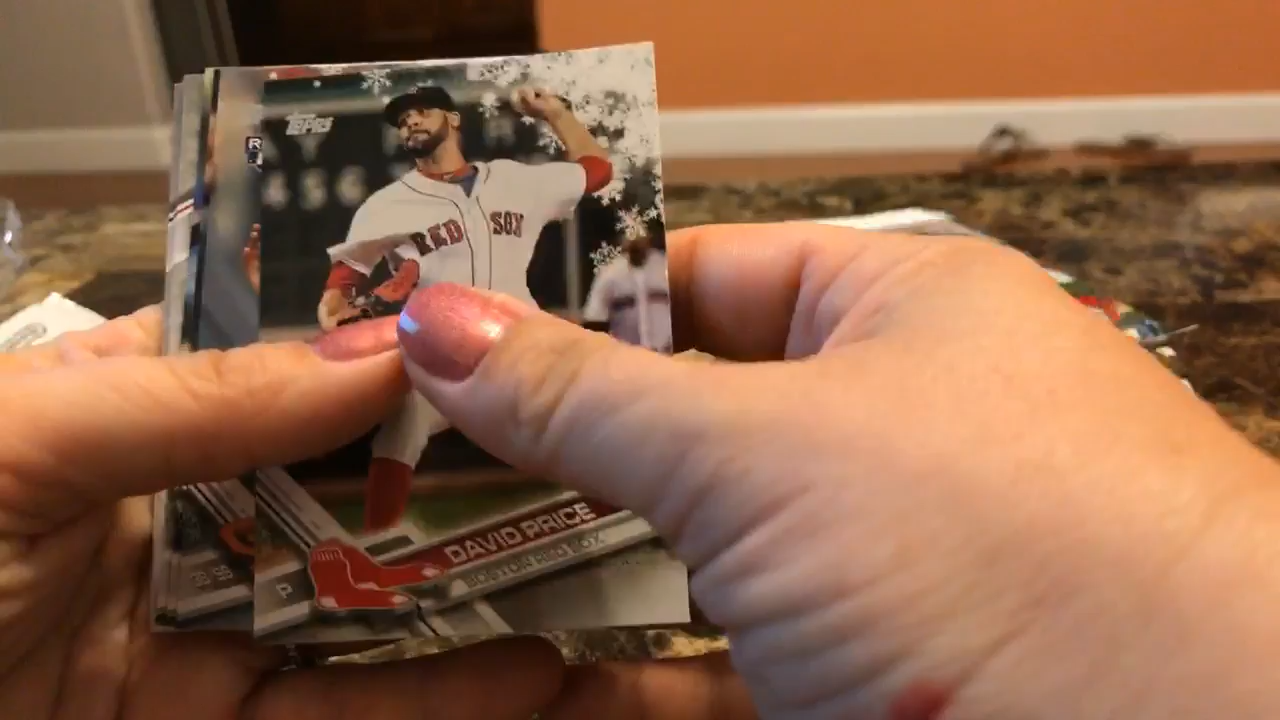 TOPPS
R
RED SOX
DAVID PRICE
BOSTON RED SOX
P